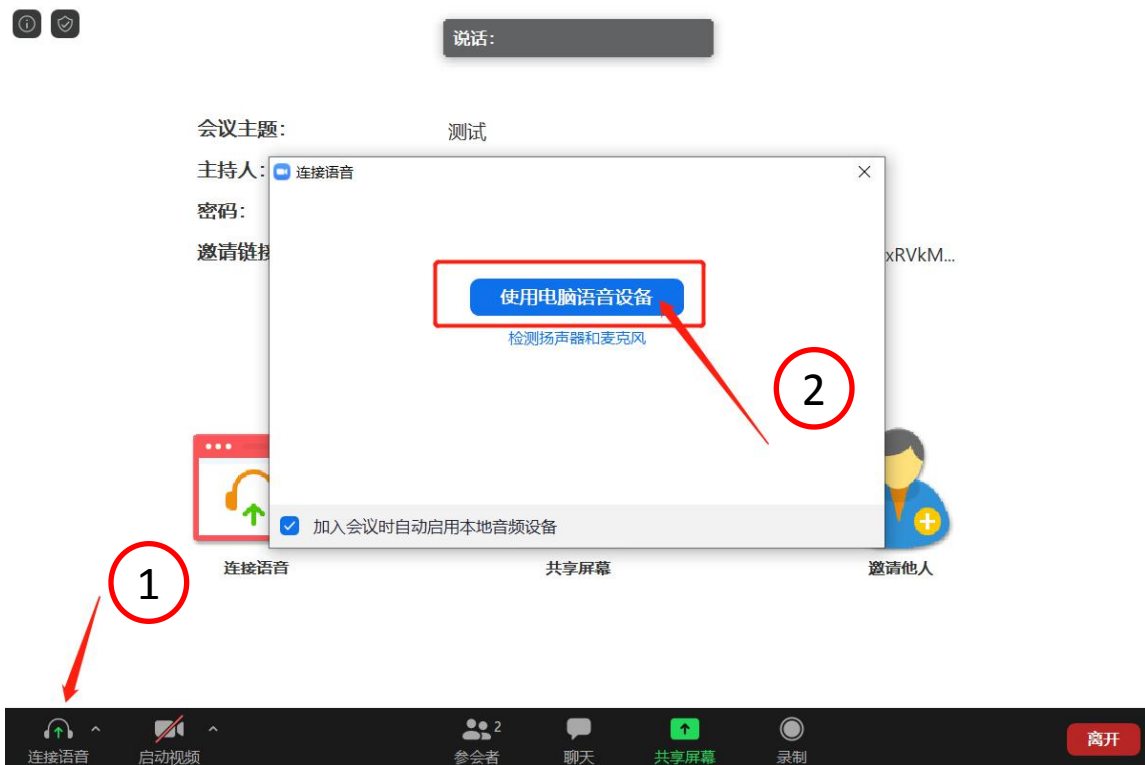 说话:
会议主题:
测试
主持人:
连接语音
密码:
邀请链接
xRVkM...
使用电脑语音设备
检测扬声器和麦克风
2
加入会议时自动启用本地音频设备
连接语音
共享屏幕
邀请他人
1
连接语音
启动视频
参会者
2
聊天
共享屏幕
录制
离开